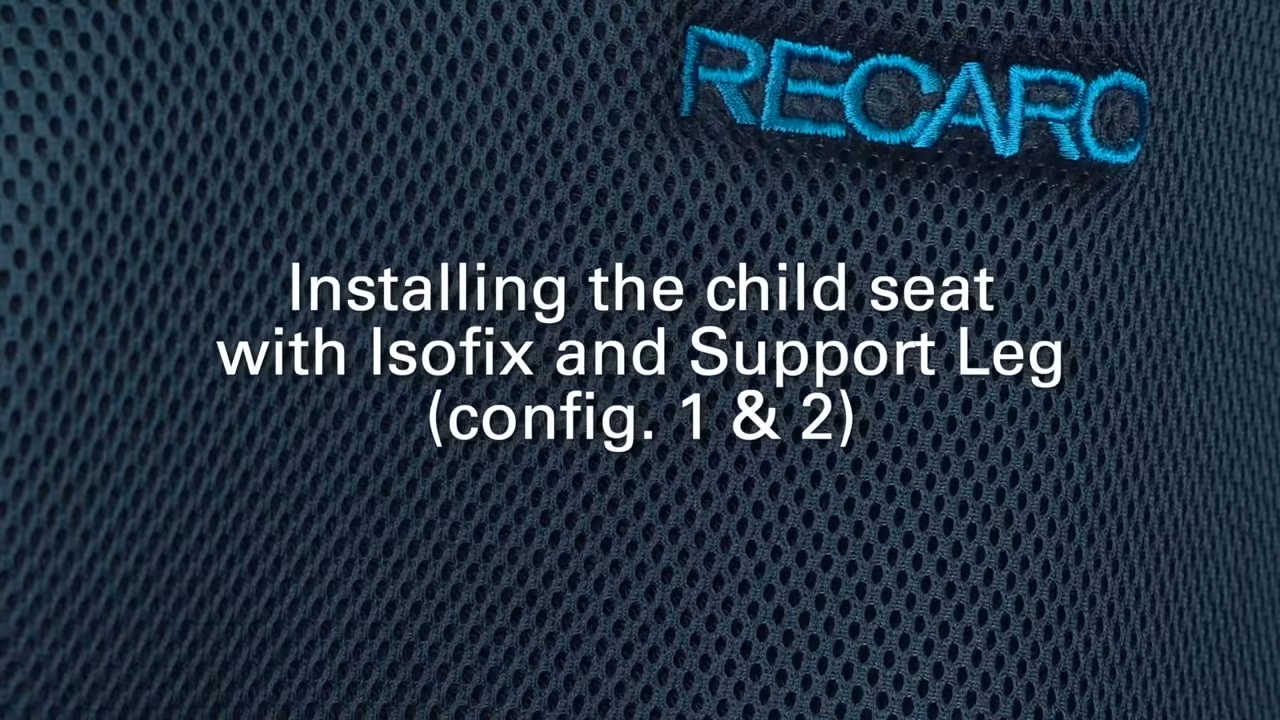 RECARO
Installing the child seat
with Isofix and Support Leg
(config. 1 & 2)